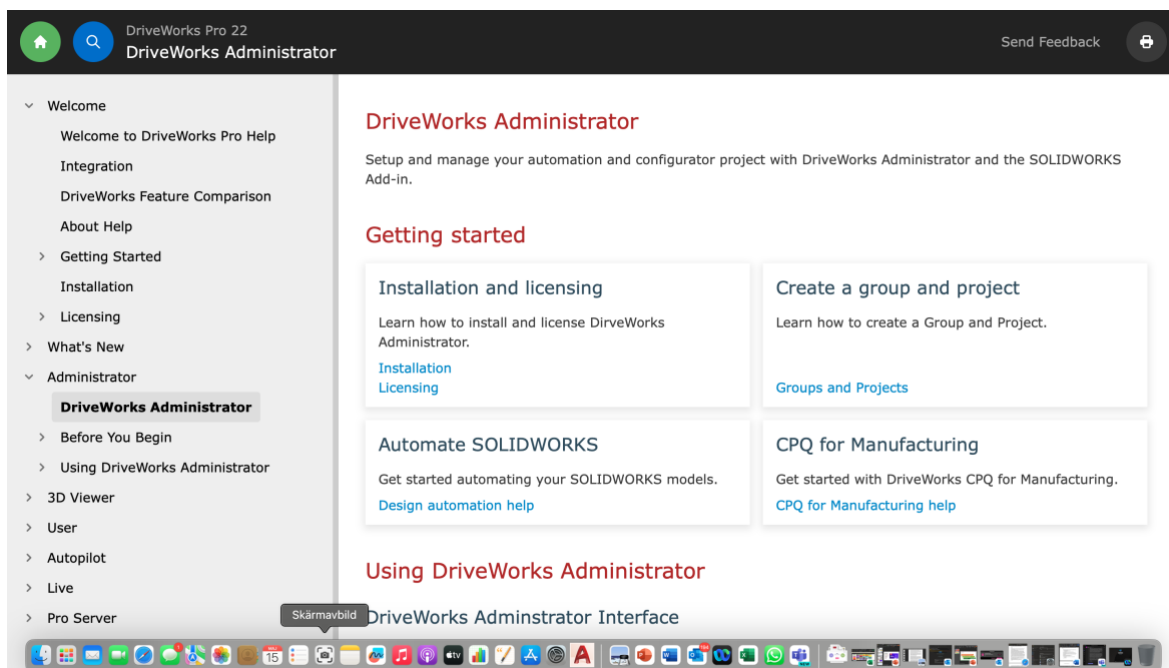 DriveWorks Pro 22
DriveWorks Administrator
Send Feedback
Welcome
Welcome to DriveWorks Pro Help
Integration
DriveWorks Feature Comparison
About Help
Getting Started
Installation
Licensing
What's New
Administrator
DriveWorks Administrator
Before You Begin
Using DriveWorks Administrator
3D Viewer
User
Autopilot
Live
Pro Server
DriveWorks Administrator
Setup and manage your automation and configurator project with DriveWorks Administrator and the SOLIDWORKS
Add-in.
Getting started
Installation and licensing
Learn how to install and license DirveWorks
Administrator.
Installation
Licensing
Create a group and project
Learn how to create a Group and Project.
Groups and Projects
Automate SOLIDWORKS
Get started automating your SOLIDWORKS models.
Design automation help
CPQ for Manufacturing
Get started with DriveWorks CPQ for Manufacturing.
CPQ for Manufacturing help
Using DriveWorks Administrator
DriveWorks Adminstrator Interface
Skärmavbild
15
tv
A